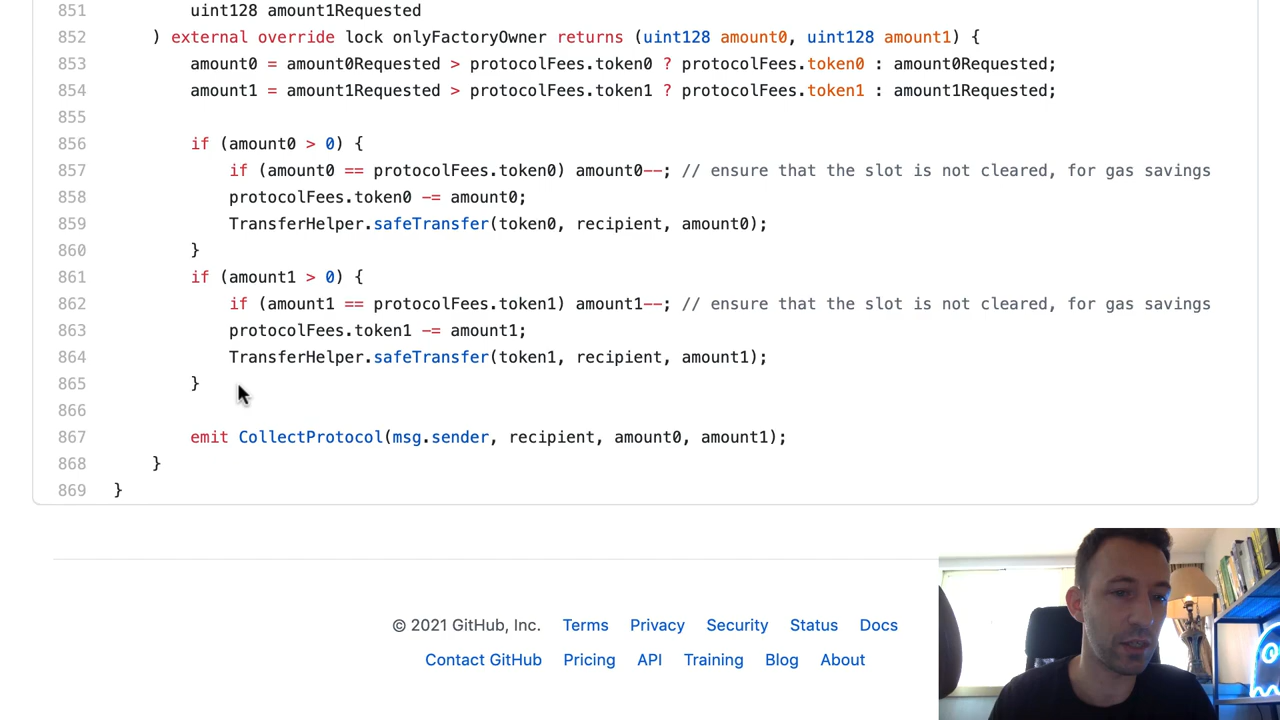 851 uint128 amount1Requested
852 ) external override lock onlyFactoryOwner returns (uint128 amount0, uint128 amount1) {
853 amount0 = amount0Requested > protocolFees.token0 ? protocolFees.token0 : amount0Requested;
854 amount1 = amount1Requested > protocolFees.token1 ? protocolFees.token1 : amount1Requested;
855
856 if (amount0 > 0) {
857 if (amount0 == protocolFees.token0) amount0--; // ensure that the slot is not cleared, for gas savings
858 protocolFees.token0 -= amount0;
859 TransferHelper.safeTransfer(token0, recipient, amount0);
860 }
861 if (amount1 > 0) {
862 if (amount1 == protocolFees.token1) amount1--; // ensure that the slot is not cleared, for gas savings
863 protocolFees.token1 -= amount1;
864 TransferHelper.safeTransfer(token1, recipient, amount1);
865 }
866
867 emit CollectProtocol(msg.sender, recipient, amount0, amount1);
868 }
869 }
© 2021 GitHub, Inc. Terms Privacy Security Status Docs
Contact GitHub Pricing API Training Blog About